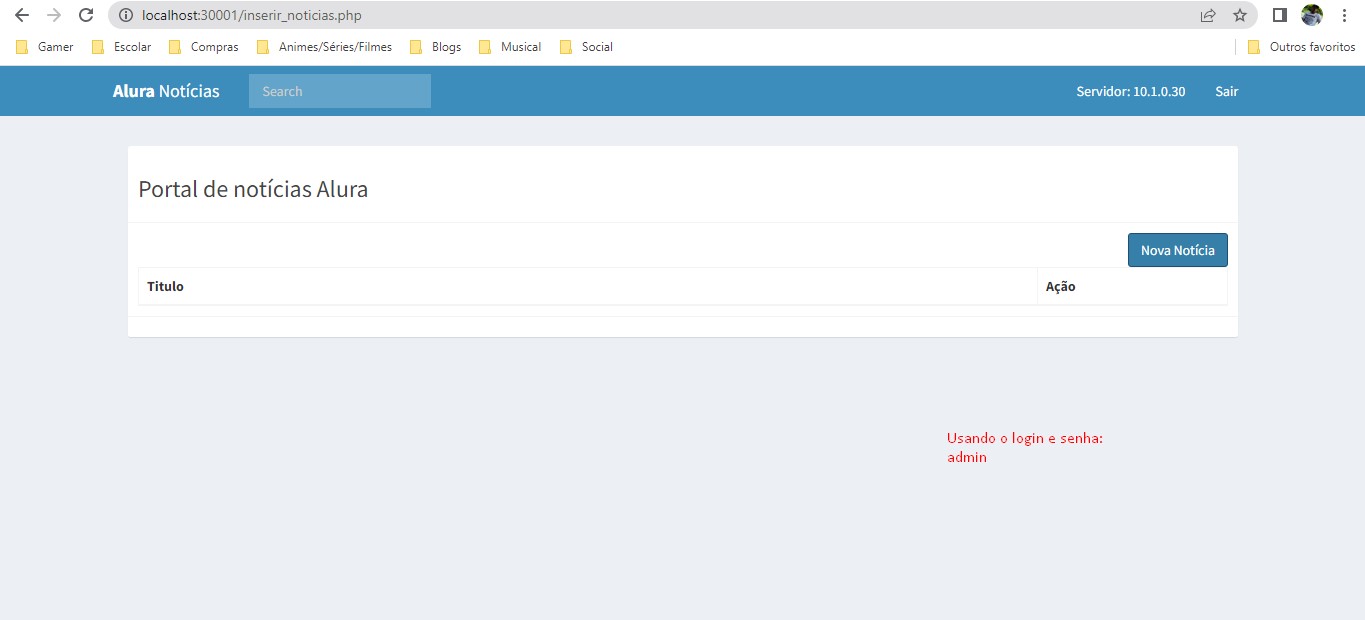 localhost:30001/inserir_noticias.php
Gamer Escolar Compras Animes/Séries/Filmes Blogs Musical Social Outros favoritos
Alura Notícias Search Servidor: 10.1.0.30 Sair
Portal de notícias Alura
Nova Notícia
Titulo Ação
Usando o login e senha:
admin